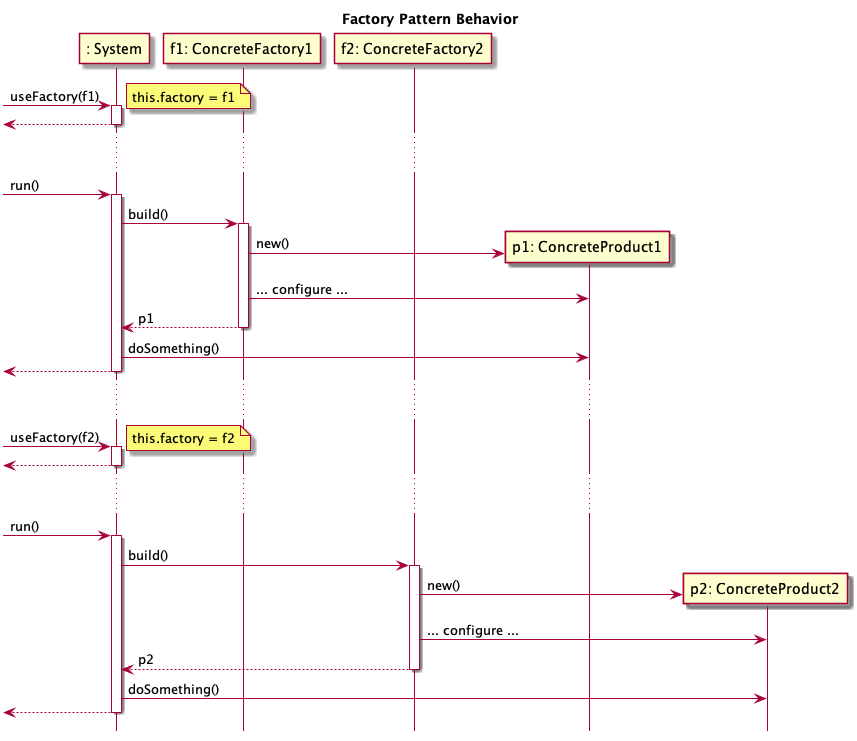 Factory Pattern Behavior
: System
f1: ConcreteFactory1
f2: ConcreteFactory2
useFactory(f1)
this.factory = f1
run()
build()
new()
p1: ConcreteProduct1
... configure ...
p1
doSomething()
useFactory(f2)
this.factory = f2
run()
build()
new()
p2: ConcreteProduct2
... configure ...
p2
doSomething()